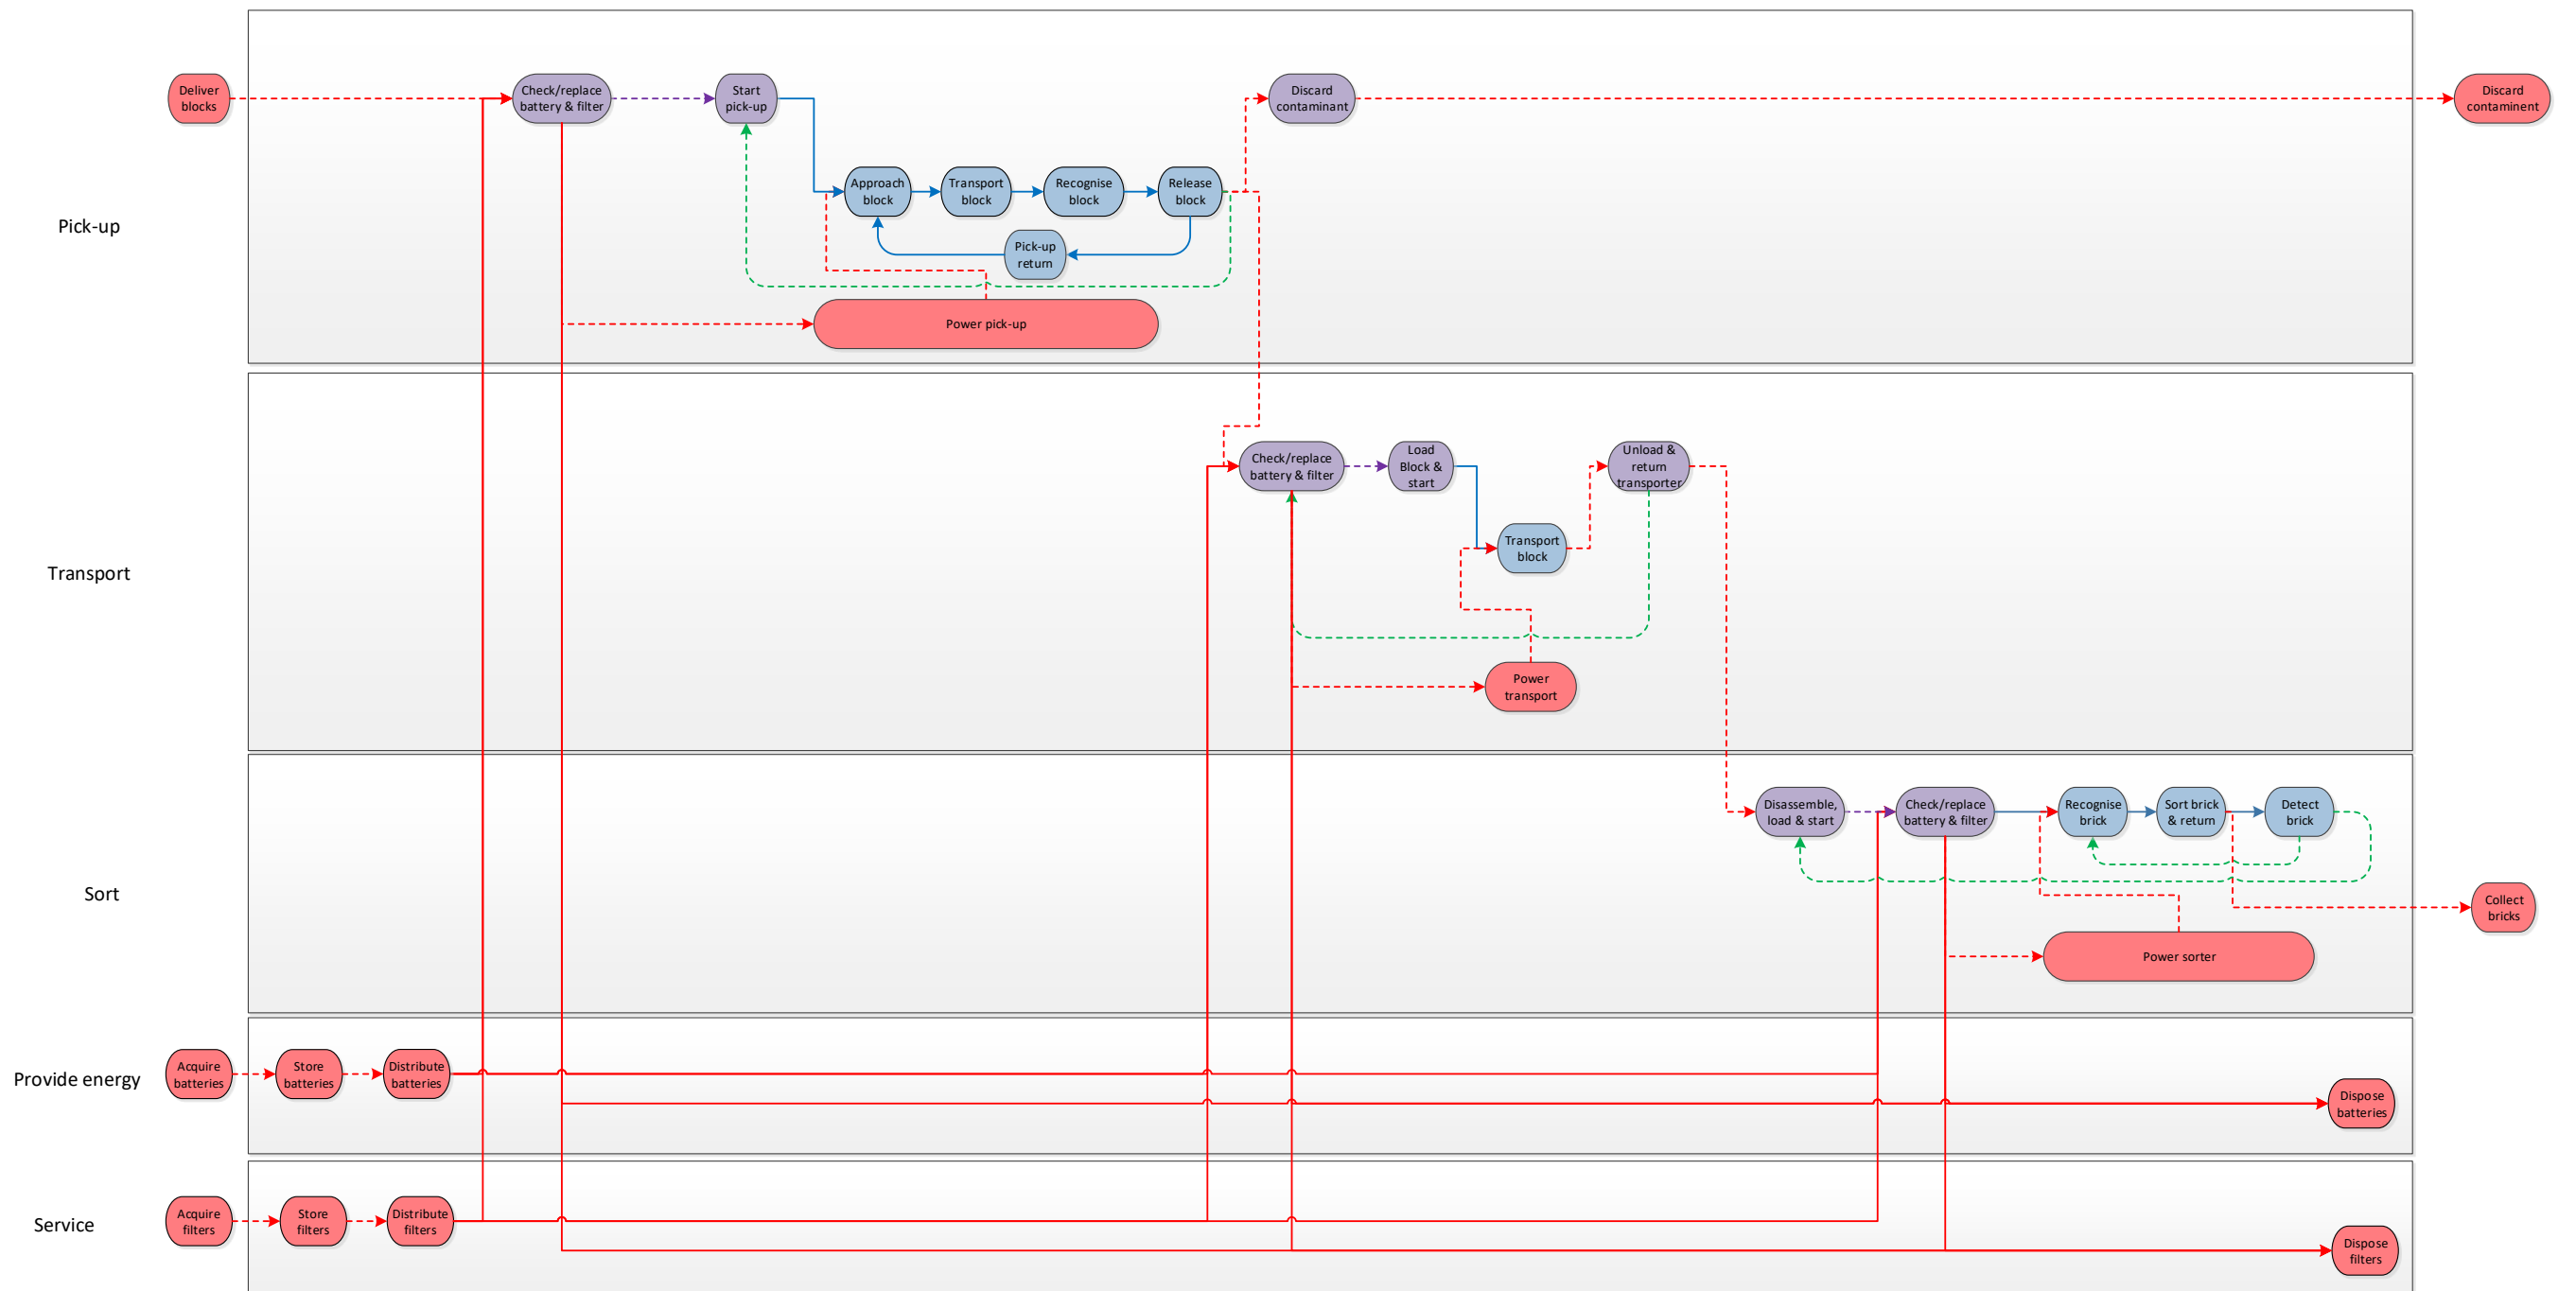 Deliver
blocks
Check/replace
battery & filter
Start
pick-up
Discard
contaminant
Discard
contaminent
Approach
block
Transport
block
Recognise
block
Release
block
Pick-up
Pick-up
return
Power pick-up
Check/replace
battery & filter
Load
Block &
start
Unload &
return
transporter
Transport
block
Transport
Power
transport
Disassemble,
load & start
Check/replace
battery & filter
Recognise
brick
Sort brick
& return
Detect
brick
Sort
Collect
bricks
Power sorter
Provide energy
Acquire
batteries
Store
batteries
Distribute
batteries
Dispose
batteries
Service
Acquire
filters
Store
filters
Distribute
filters
Dispose
filters